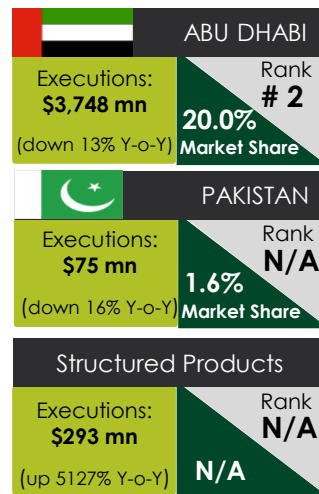 ABU DHABI
Executions:
$3,748 mn
(down 13% Y-o-Y)
Rank
# 2
20.0%
Market Share
PAKISTAN
Executions:
$75 mn
(down 16% Y-o-Y)
Rank
N/A
1.6%
Market Share
Structured Products
Executions:
$293 mn
(up 5127% Y-o-Y)
Rank
N/A
N/A